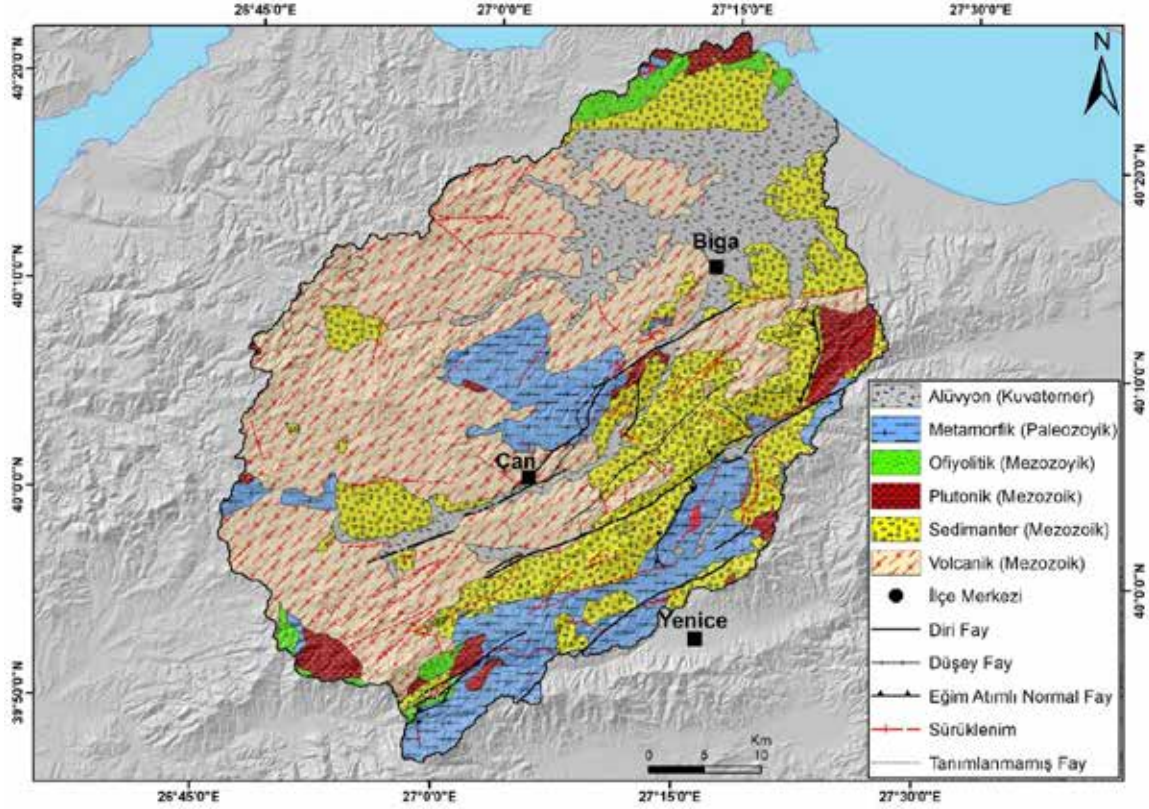 26°45'0"E
27°0'0"E
27°15'0"E
27°30'0"E
40°20'0"N
40°10'0"N
40°0'0"N
39°50'0"N
N
Biga
Çan
Yenice
40°20'0"N
40°10'0"N
40°0'0"N
Alüvyon (Kuvaterner)
Metamorfik (Paleozoyik)
Ofiyolitik (Mezozoyik)
Plutonik (Mezozoik)
Sedimanter (Mezozoik)
Volcanik (Mezozoik)
İlçe Merkezi
Diri Fay
Düşey Fay
Eğim Atımlı Normal Fay
Sürüklenim
Tanımlanmamış Fay
Km
0 5 10
26°45'0"E
27°0'0"E
27°15'0"E
27°30'0"E